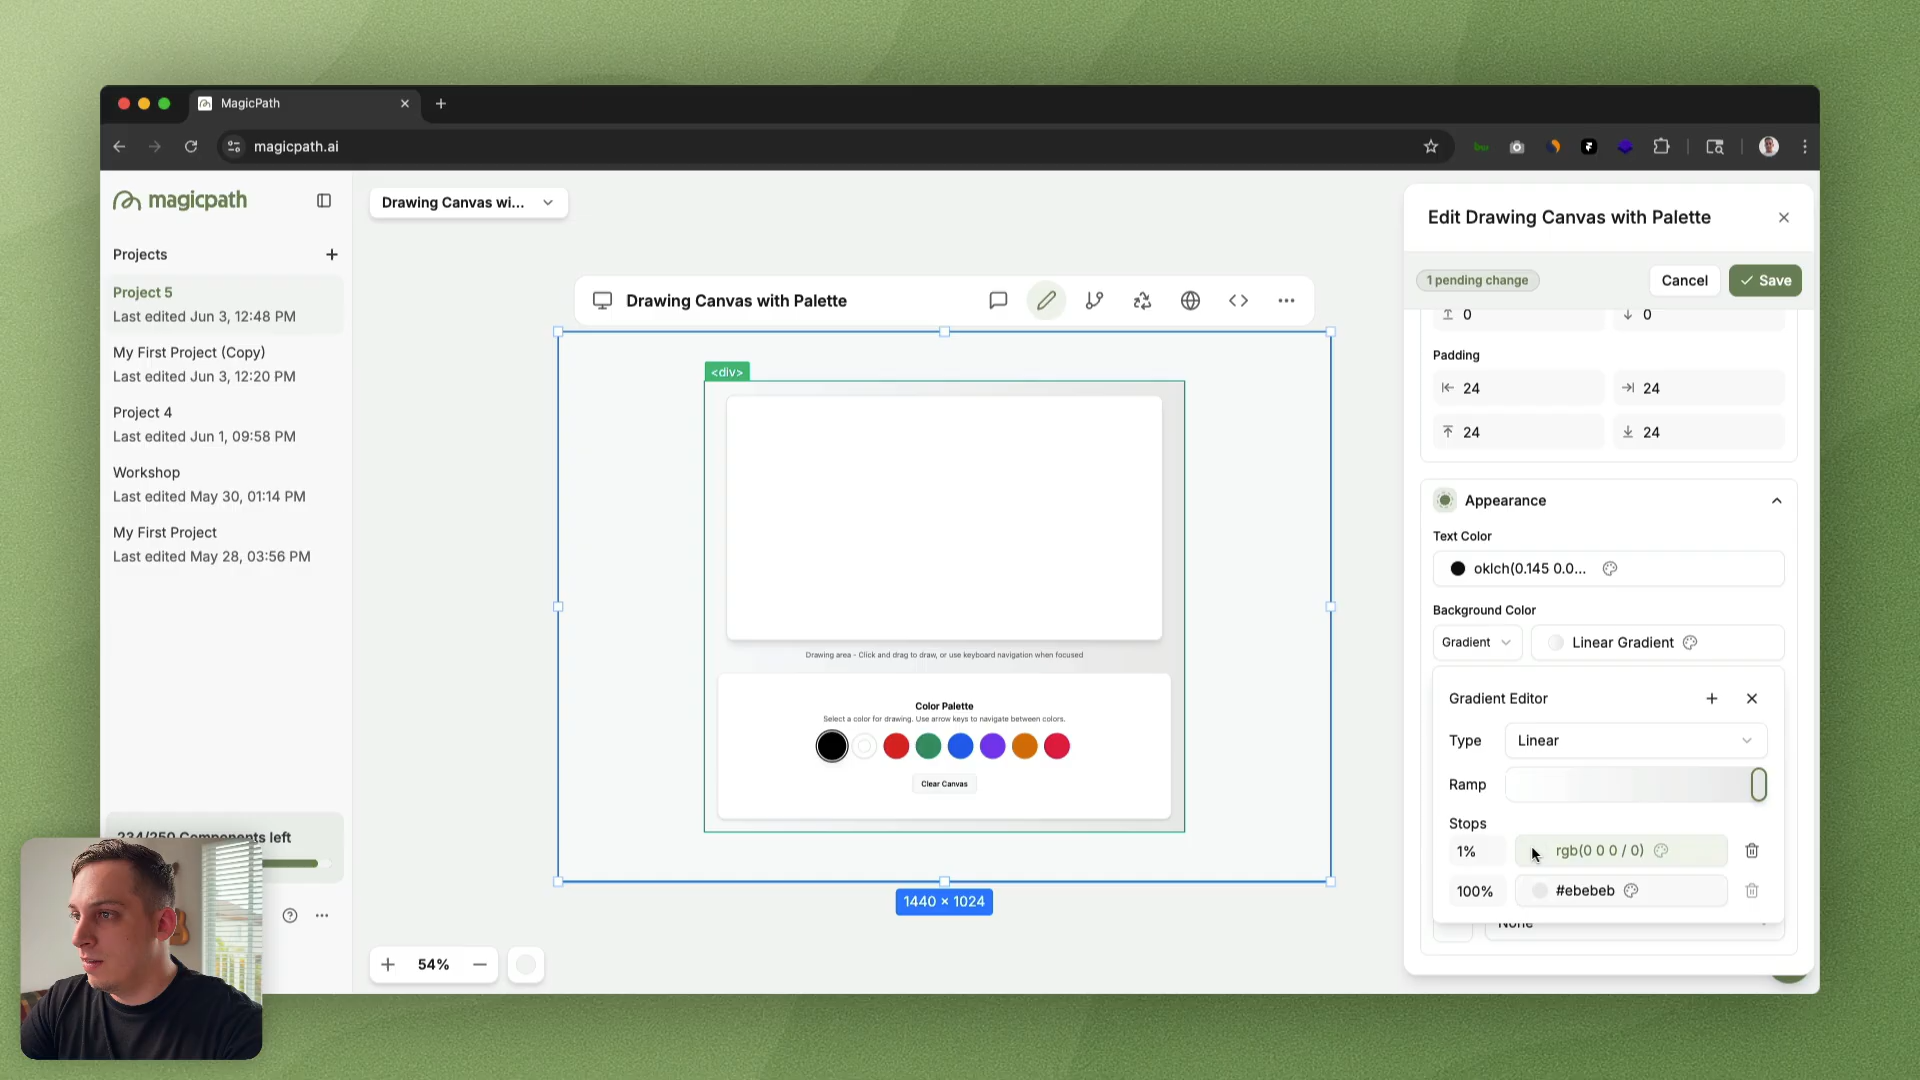 MagicPath
magicpath.ai
magicpath
Projects
Project 5
Last edited Jun 3, 12:48 PM
My First Project (Copy)
Last edited Jun 3, 12:20 PM
Project 4
Last edited Jun 1, 09:58 PM
Workshop
Last edited May 30, 01:14 PM
My First Project
Last edited May 28, 03:56 PM
234/250 Components left
Drawing Canvas wi...
Drawing Canvas with Palette
<div>
Drawing area - Click and drag to draw, or use keyboard navigation when focused
Color Palette
Select a color for drawing. Use arrow keys to navigate between colors.
Clear Canvas
1440 × 1024
54%
Edit Drawing Canvas with Palette
1 pending change
Cancel
Save
0
0
Padding
24
24
24
24
Appearance
Text Color
oklch(0.145 0.0...
Background Color
Gradient
Linear Gradient
Gradient Editor
Type
Linear
Ramp
Stops
1%
rgb(0 0 0 / 0)
100%
#ebebeb
None